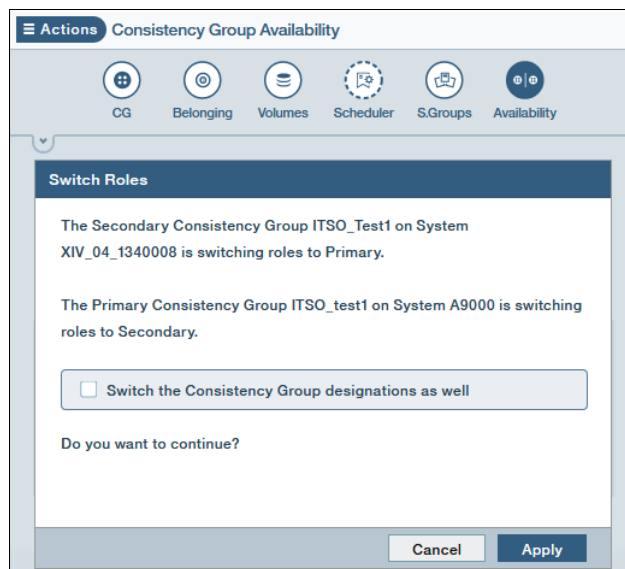 Actions Consistency Group Availability
CG Belonging Volumes Scheduler S.Groups Availability
Switch Roles
The Secondary Consistency Group ITSO_Test1 on System
XIV_04_1340008 is switching roles to Primary.
The Primary Consistency Group ITSO_test1 on System A9000 is switching
roles to Secondary.
Switch the Consistency Group designations as well
Do you want to continue?
Cancel Apply